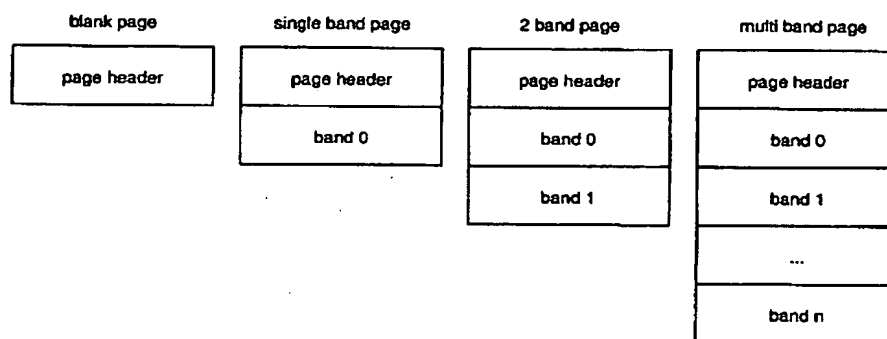 blank page
page header
single band page
page header
band 0
2 band page
page header
band 0
band 1
multi band page
page header
band 0
band 1
...
band n